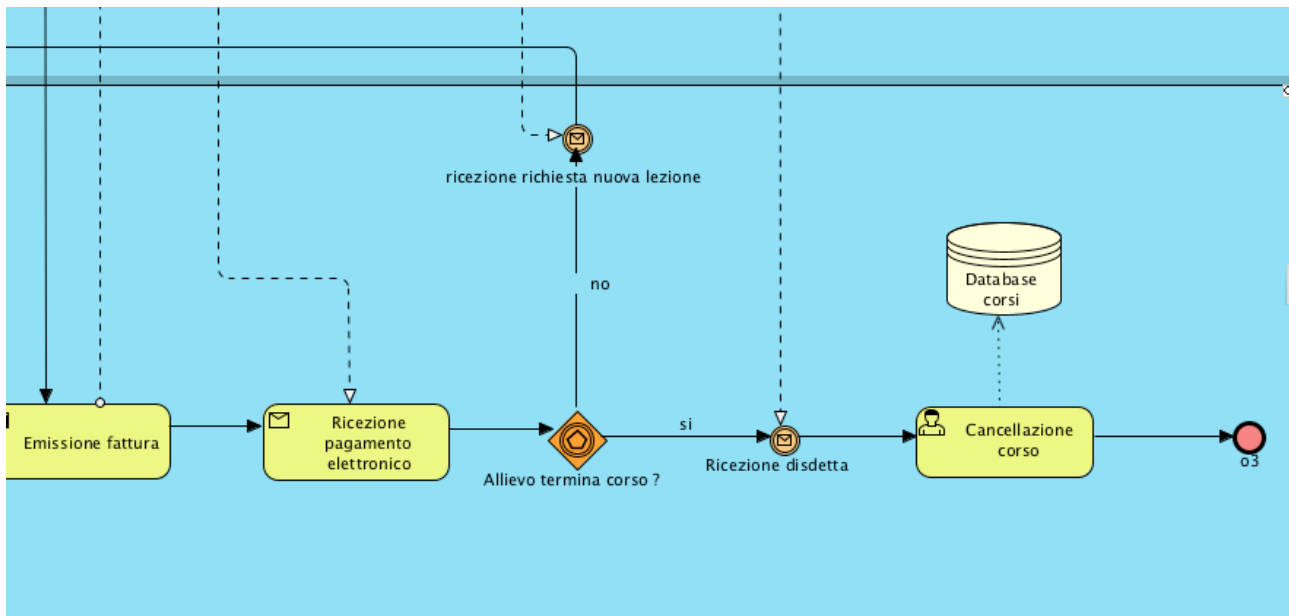 ricezione richiesta nuova lezione
no
Database
corsi
Emissione fattura
Ricezione
pagamento
elettronico
Allievo termina corso ?
si
Ricezione disdetta
Cancellazione
corso
o3